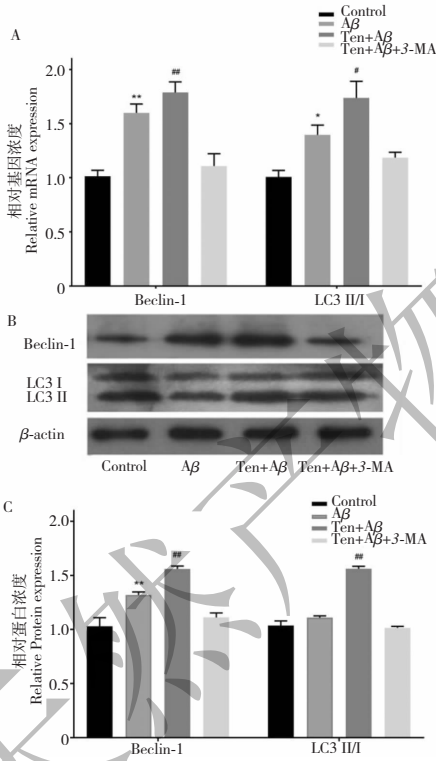 A
Control
Aβ
Ten+Aβ
Ten+Aβ+3-MA
相对基因浓度
Relative mRNA expression
2.0
1.5
1.0
0.5
0
**
##
*
#
Beclin-1
LC3 II/I
B
Beclin-1
LC3 I
LC3 II
β-actin
Control
Aβ
Ten+Aβ
Ten+Aβ+3-MA
C
Control
Aβ
Ten+Aβ
Ten+Aβ+3-MA
相对蛋白浓度
Relative Protein expression
2.0
1.5
1.0
0.5
0
**
##
##
Beclin-1
LC3 II/I